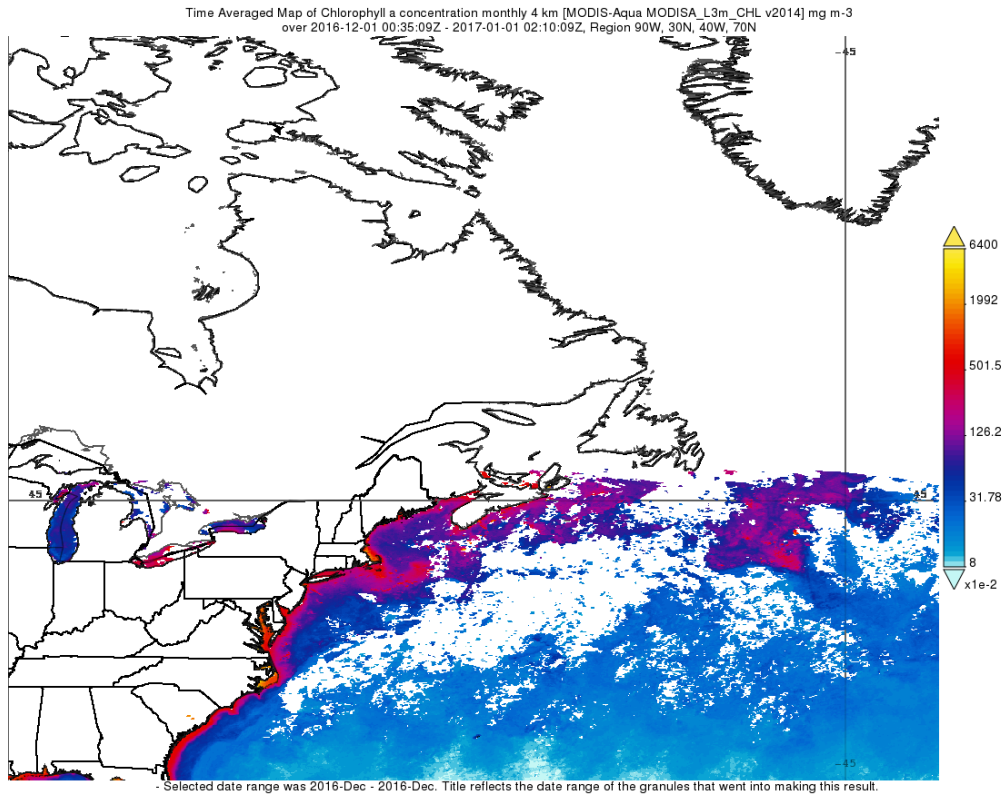 Time Averaged Map of Chlorophyll a concentration monthly 4 km [MODIS-Aqua MODISA_L3m_CHL v2014] mg m-3
over 2016-12-01 00:35:09Z - 2017-01-01 02:10:09Z, Region 90W, 30N, 40W, 70N
-45
6400
1992
501.5
126.2
45
45
31.78
8
x1e-2
-45
- Selected date range was 2016-Dec - 2016-Dec. Title reflects the date range of the granules that went into making this result.